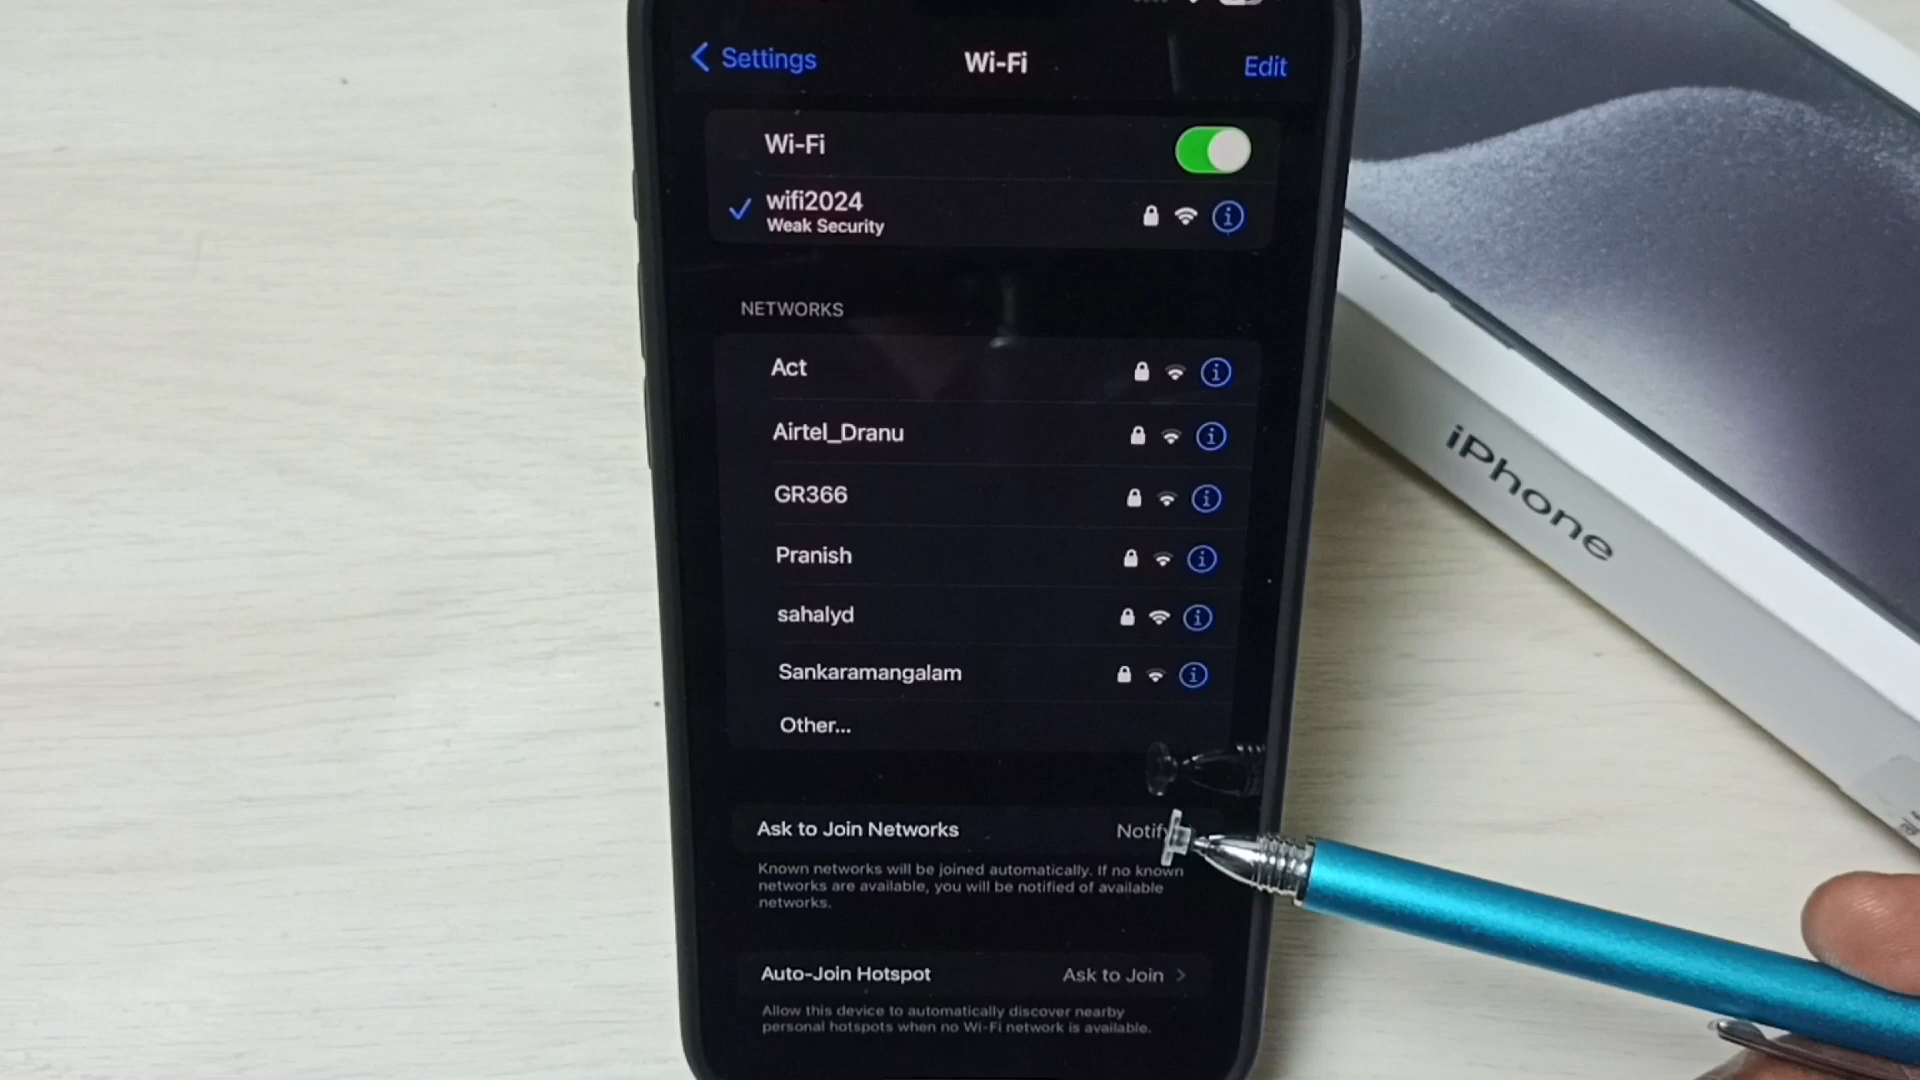 Settings Wi-Fi Edit
Wi-Fi
wifi2024
Weak Security
NETWORKS
Act
Airtel_Dranu
GR366
Pranish
sahalyd
Sankaramangalam
Other...
Ask to Join Networks Notify
Known networks will be joined automatically. If no known
networks are available, you will be notified of available
networks.
Auto-Join Hotspot Ask to Join
Allow this device to automatically discover nearby
personal hotspots when no Wi-Fi network is available.
iPhone